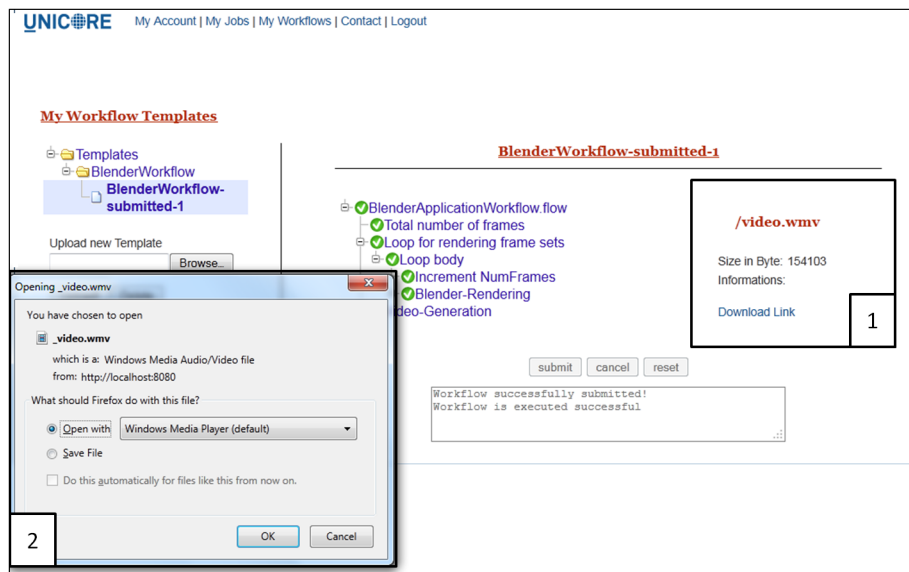 UNICORE
My Account | My Jobs | My Workflows | Contact | Logout
My Workflow Templates
Templates
BlenderWorkflow
BlenderWorkflow-
submitted-1
Upload new Template
Browse..
BlenderWorkflow-submitted-1
BlenderApplicationWorkflow.flow
Total number of frames
Loop for rendering frame sets
Loop body
Increment NumFrames
Blender-Rendering
ideo-Generation
/video.wmv
Size in Byte: 154103
Informations:
Download Link
1
submit cancel reset
Workflow successfully submitted!
Workflow is executed successful
Opening _video.wmv
You have chosen to open
_video.wmv
which is a: Windows Media Audio/Video file
from: http://localhost:8080
What should Firefox do with this file?
Open with Windows Media Player (default)
Save File
Do this automatically for files like this from now on.
OK Cancel
2